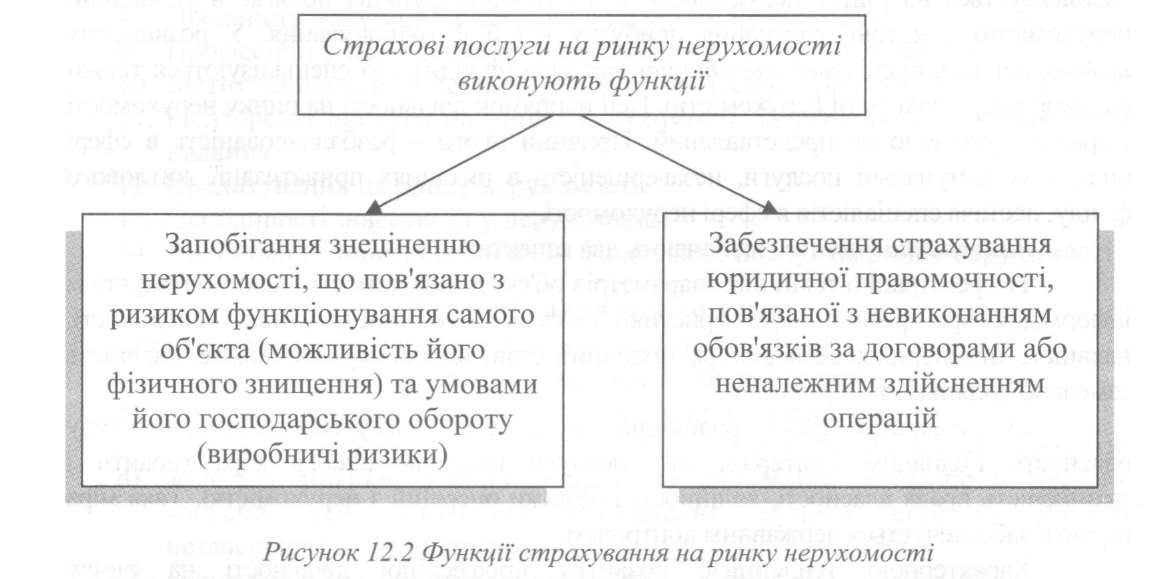 Страхові послуги на ринку нерухомості
виконують функції
Запобігання знеціненню
нерухомості, що пов'язано з
ризиком функціонування самого
об'єкта (можливість його
фізичного знищення) та умовами
його господарського обороту
(виробничі ризики)
Забезпечення страхування
юридичної правомочності,
пов'язаної з невиконанням
обов'язків за договорами або
неналежним здійсненням
операцій
Рисунок 12.2 Функції страхування на ринку нерухомості